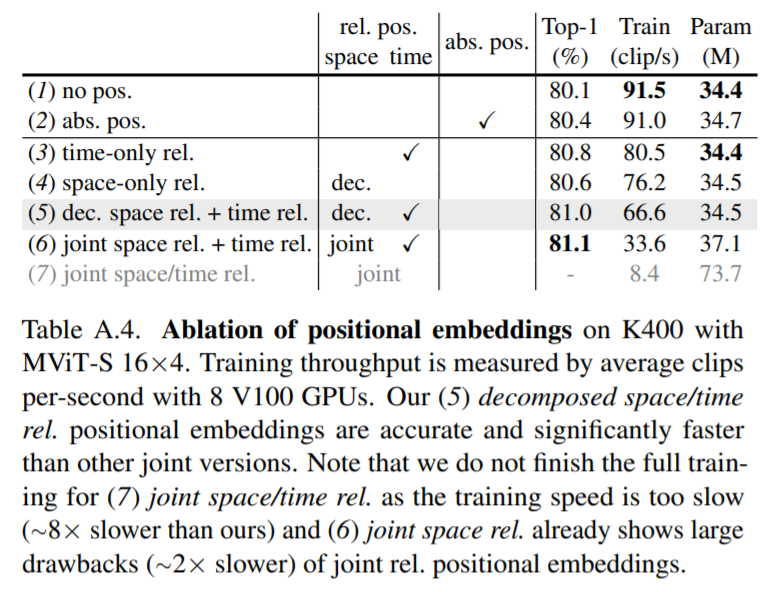 rel. pos. abs. pos. Top-1 Train Param
space time (%) (clip/s) (M)
(1) no pos. 80.1 91.5 34.4
(2) abs. pos. ✓ 80.4 91.0 34.7
(3) time-only rel. ✓ 80.8 80.5 34.4
(4) space-only rel. dec. 80.6 76.2 34.5
(5) dec. space rel. + time rel. dec. ✓ 81.0 66.6 34.5
(6) joint space rel. + time rel. joint ✓ 81.1 33.6 37.1
(7) joint space/time rel. joint - 8.4 73.7
Table A.4. Ablation of positional embeddings on K400 with
MViT-S 16×4. Training throughput is measured by average clips
per-second with 8 V100 GPUs. Our (5) decomposed space/time
rel. positional embeddings are accurate and significantly faster
than other joint versions. Note that we do not finish the full train-
ing for (7) joint space/time rel. as the training speed is too slow
(∼8× slower than ours) and (6) joint space rel. already shows large
drawbacks (∼2× slower) of joint rel. positional embeddings.